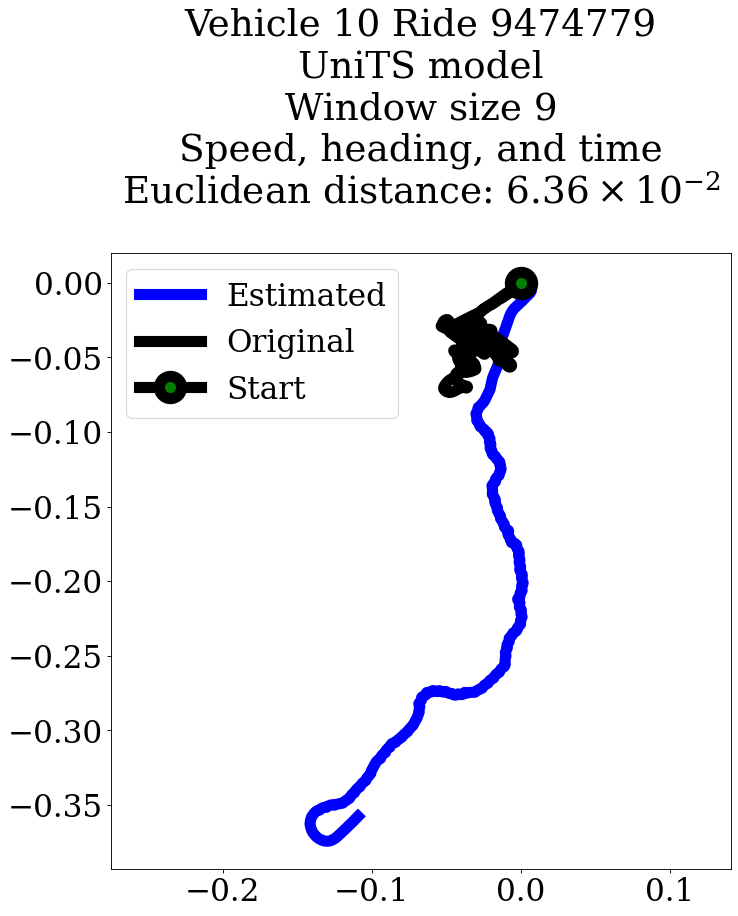 Vehicle 10 Ride 9474779
UniTS model
Window size 9
Speed, heading, and time
Euclidean distance: 6.36 × 10⁻²
Estimated
Original
Start
0.00
−0.05
−0.10
−0.15
−0.20
−0.25
−0.30
−0.35
−0.2 −0.1 0.0 0.1